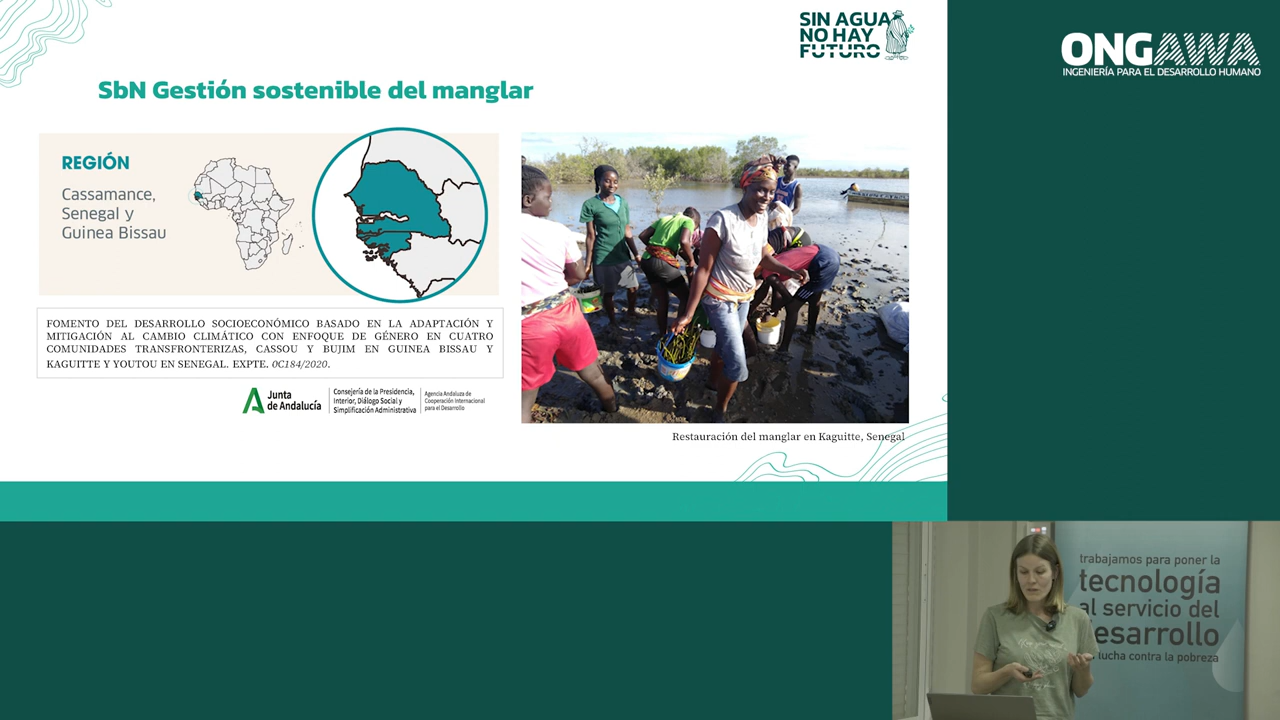 SIN AGUA
NO HAY
FUTURO
ONGAWA
INGENIERÍA PARA EL DESARROLLO HUMANO
SbN Gestión sostenible del manglar
REGIÓN
Cassamance,
Senegal y
Guinea Bissau
FOMENTO DEL DESARROLLO SOCIOECONÓMICO BASADO EN LA ADAPTACIÓN Y
MITIGACIÓN AL CAMBIO CLIMÁTICO CON ENFOQUE DE GÉNERO EN CUATRO
COMUNIDADES TRANSFRONTERIZAS, CASSOU Y BUJIM EN GUINEA BISSAU Y
KAGUITTE Y YOUTOU EN SENEGAL. EXPTE. 0C184/2020.
Junta
de Andalucía
Consejería de la Presidencia,
Interior, Diálogo Social y
Simplificación Administrativa
Agencia Andaluza de
Cooperación Internacional
para el Desarrollo
Restauración del manglar en Kaguitte, Senegal
trabajamos para poner la
tecnología
al servicio del
esarrollo
lucha contra la pobreza